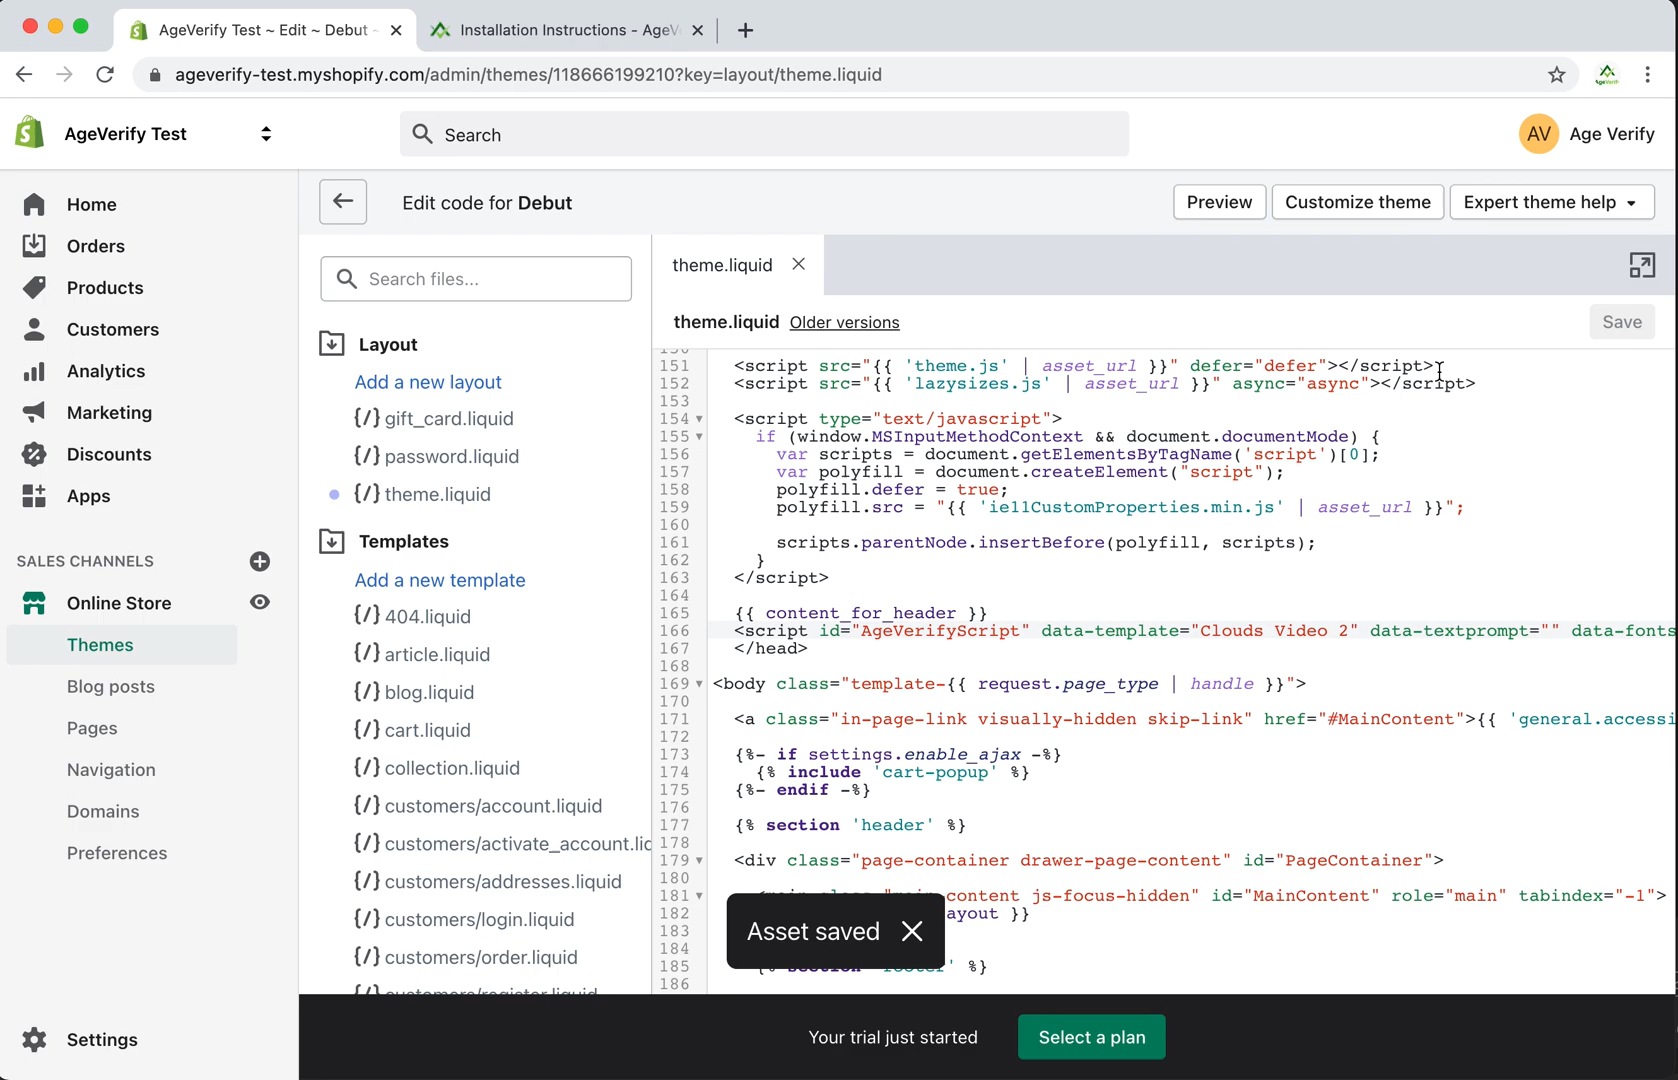 AgeVerify Test ~ Edit ~ Debut ~
Installation Instructions - AgeV
ageverify-test.myshopify.com/admin/themes/118666199210?key=layout/theme.liquid
AgeVerify Test
Search
AV Age Verify
Home
Orders
Products
Customers
Analytics
Marketing
Discounts
Apps
SALES CHANNELS
Online Store
Themes
Blog posts
Pages
Navigation
Domains
Preferences
Settings
Edit code for Debut
Preview
Customize theme
Expert theme help
Search files...
Layout
Add a new layout
{/} gift_card.liquid
{/} password.liquid
{/} theme.liquid
Templates
Add a new template
{/} 404.liquid
{/} article.liquid
{/} blog.liquid
{/} cart.liquid
{/} collection.liquid
{/} customers/account.liquid
{/} customers/activate_account.liq
{/} customers/addresses.liquid
{/} customers/login.liquid
{/} customers/order.liquid
{/} customers/register.liquid
theme.liquid
theme.liquid Older versions
Save
150
151 <script src="{{ 'theme.js' | asset_url }}" defer="defer"></script>
152 <script src="{{ 'lazysizes.js' | asset_url }}" async="async"></script>
153
154 <script type="text/javascript">
155 if (window.MSInputMethodContext && document.documentMode) {
156 var scripts = document.getElementsByTagName('script')[0];
157 var polyfill = document.createElement("script");
158 polyfill.defer = true;
159 polyfill.src = "{{ 'ie11CustomProperties.min.js' | asset_url }}";
160
161 scripts.parentNode.insertBefore(polyfill, scripts);
162 }
163 </script>
164
165 {{ content_for_header }}
166 <script id="AgeVerifyScript" data-template="Clouds Video 2" data-textprompt="" data-fonts
167 </head>
168
169 <body class="template-{{ request.page_type | handle }}">
170
171 <a class="in-page-link visually-hidden skip-link" href="#MainContent">{{ 'general.accessi
172
173 {%- if settings.enable_ajax -%}
174 {% include 'cart-popup' %}
175 {%- endif -%}
176
177 {% section 'header' %}
178
179 <div class="page-container drawer-page-content" id="PageContainer">
180
181 <main class="main-content js-focus-hidden" id="MainContent" role="main" tabindex="-1">
182 ayout }}
183
184
185 {% section 'footer' %}
186
Asset saved
Your trial just started
Select a plan